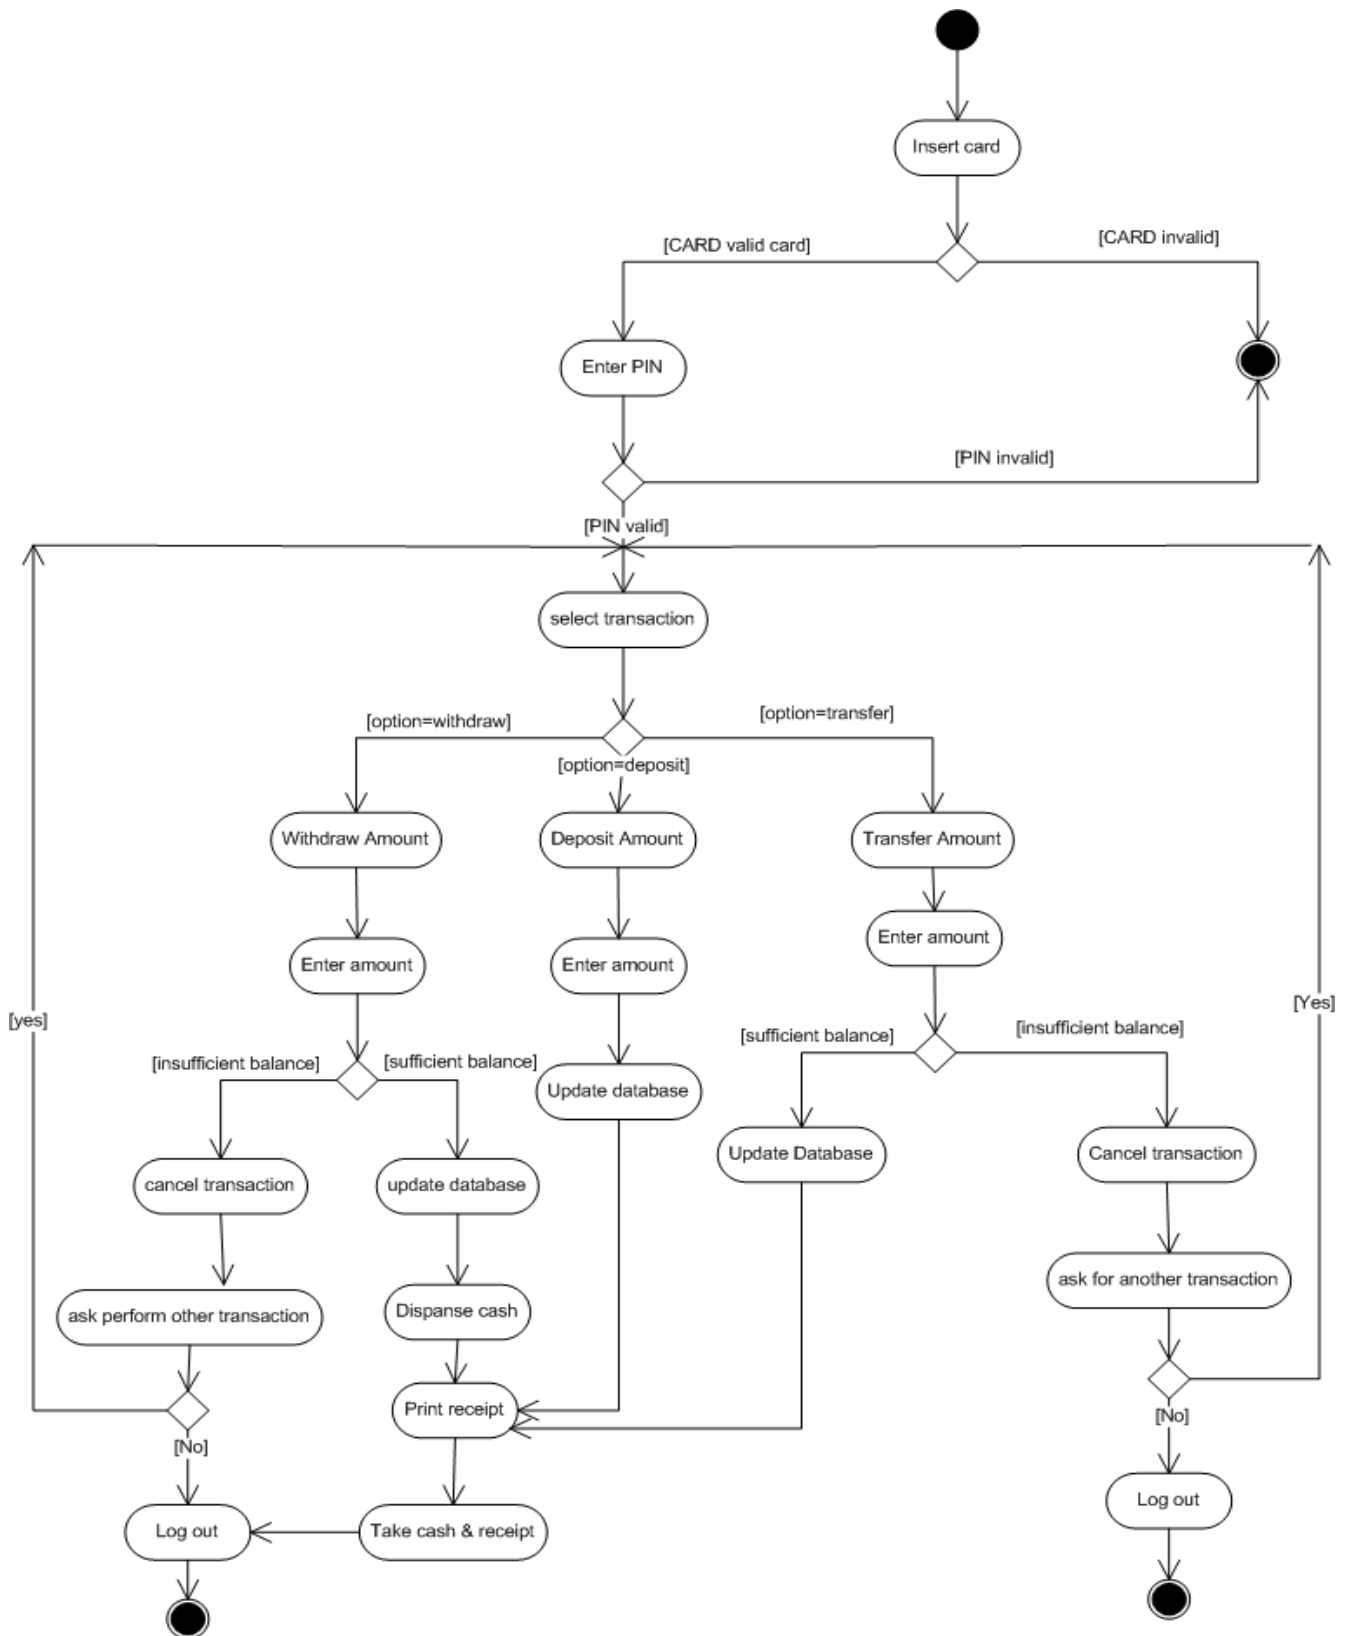 Insert card
[CARD valid card]
[CARD invalid]
Enter PIN
[PIN invalid]
[PIN valid]
select transaction
[option=withdraw]
[option=transfer]
[option=deposit]
Withdraw Amount
Deposit Amount
Transfer Amount
Enter amount
Enter amount
Enter amount
[yes]
[Yes]
[insufficient balance]
[sufficient balance]
[sufficient balance]
[insufficient balance]
Update database
Update Database
Cancel transaction
cancel transaction
update database
ask for another transaction
ask perform other transaction
Dispanse cash
Print receipt
[No]
[No]
Log out
Take cash & receipt
Log out